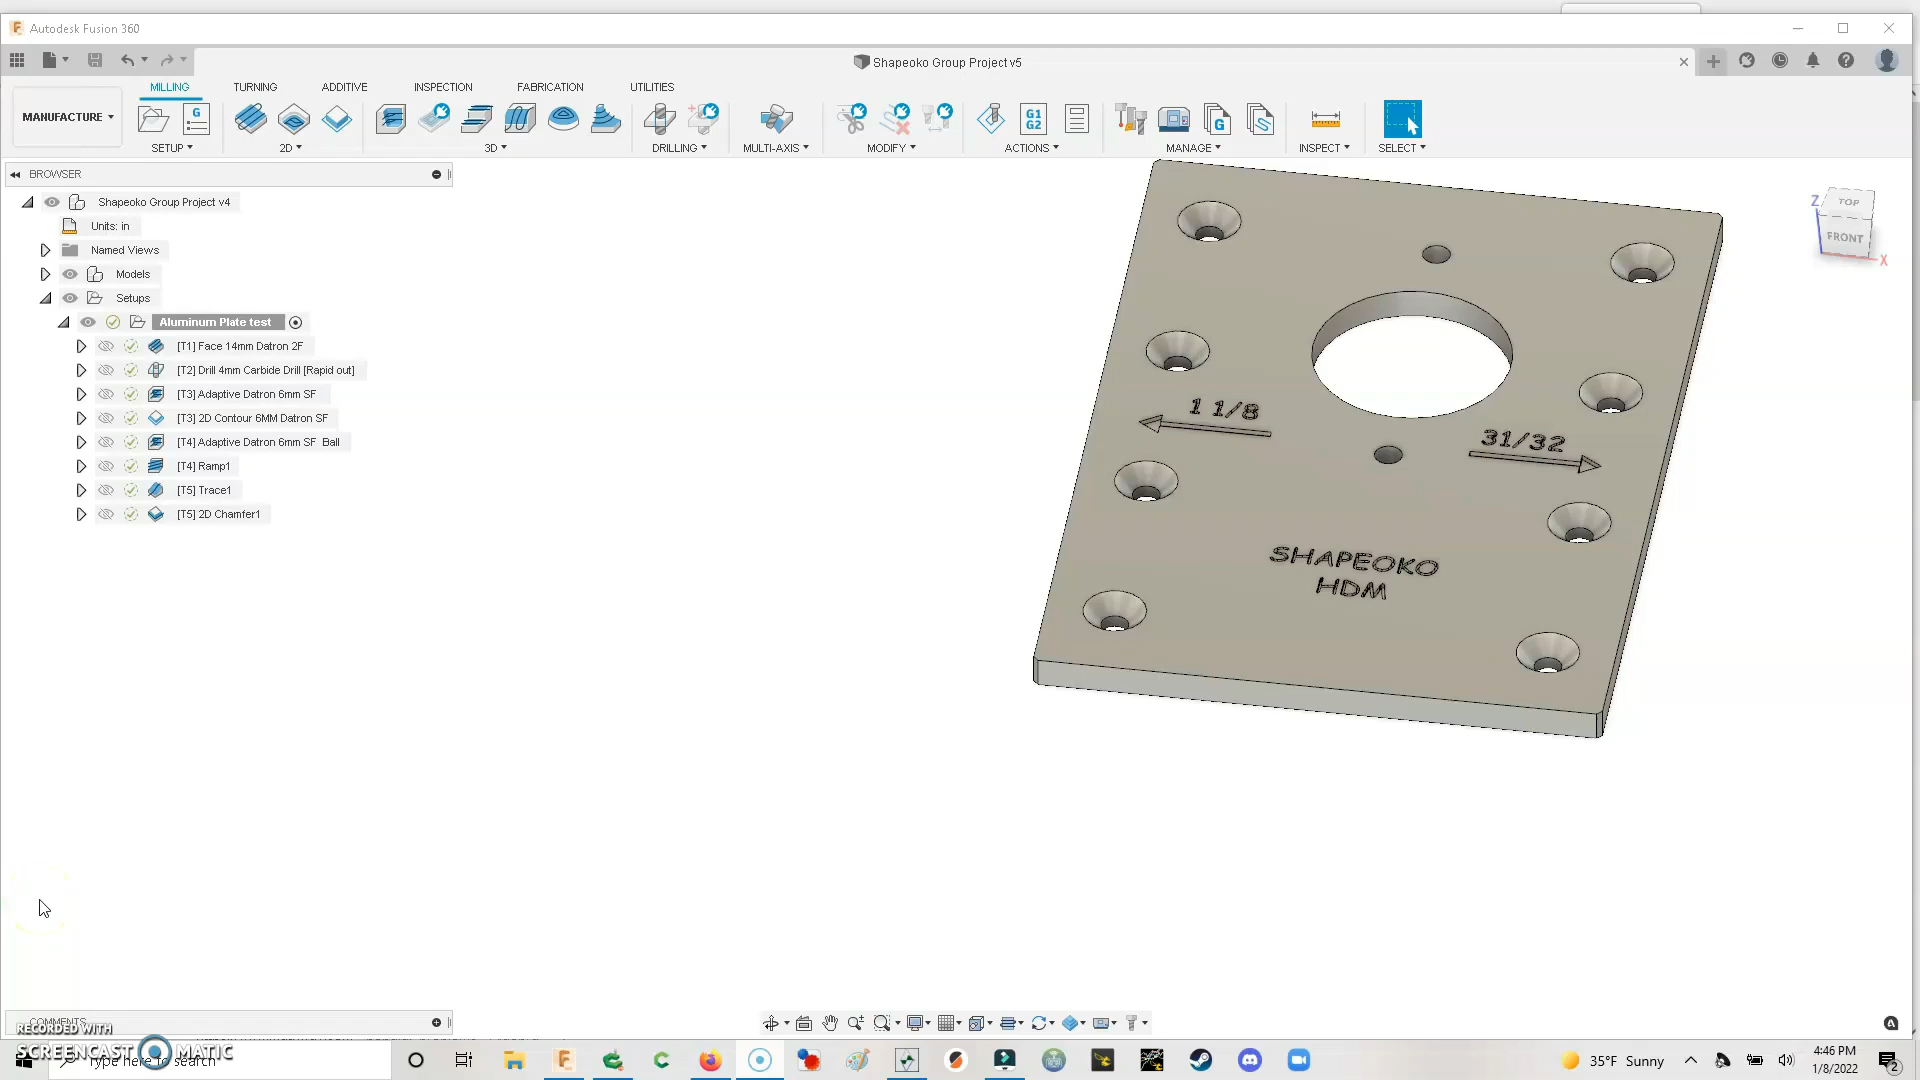 Autodesk Fusion 360
Shapeoko Group Project v5
MILLING TURNING ADDITIVE INSPECTION FABRICATION UTILITIES
MANUFACTURE
G G1 G2 G
SETUP 2D 3D DRILLING MULTI-AXIS MODIFY ACTIONS MANAGE INSPECT SELECT
BROWSER
Shapeoko Group Project v4
Units: in
Named Views
Models
Setups
Aluminum Plate test
[T1] Face 14mm Datron 2F
[T2] Drill 4mm Carbide Drill [Rapid out]
[T3] Adaptive Datron 6mm SF
[T3] 2D Contour 6MM Datron SF
[T4] Adaptive Datron 6mm SF Ball
[T4] Ramp1
[T5] Trace1
[T5] 2D Chamfer1
Z TOP
FRONT
X
1 1/8
31/32
SHAPEOKO
HDM
COMMENTS
RECORDED WITH
SCREENCAST MATIC
Type here to search
35°F Sunny
4:46 PM
1/8/2022
2